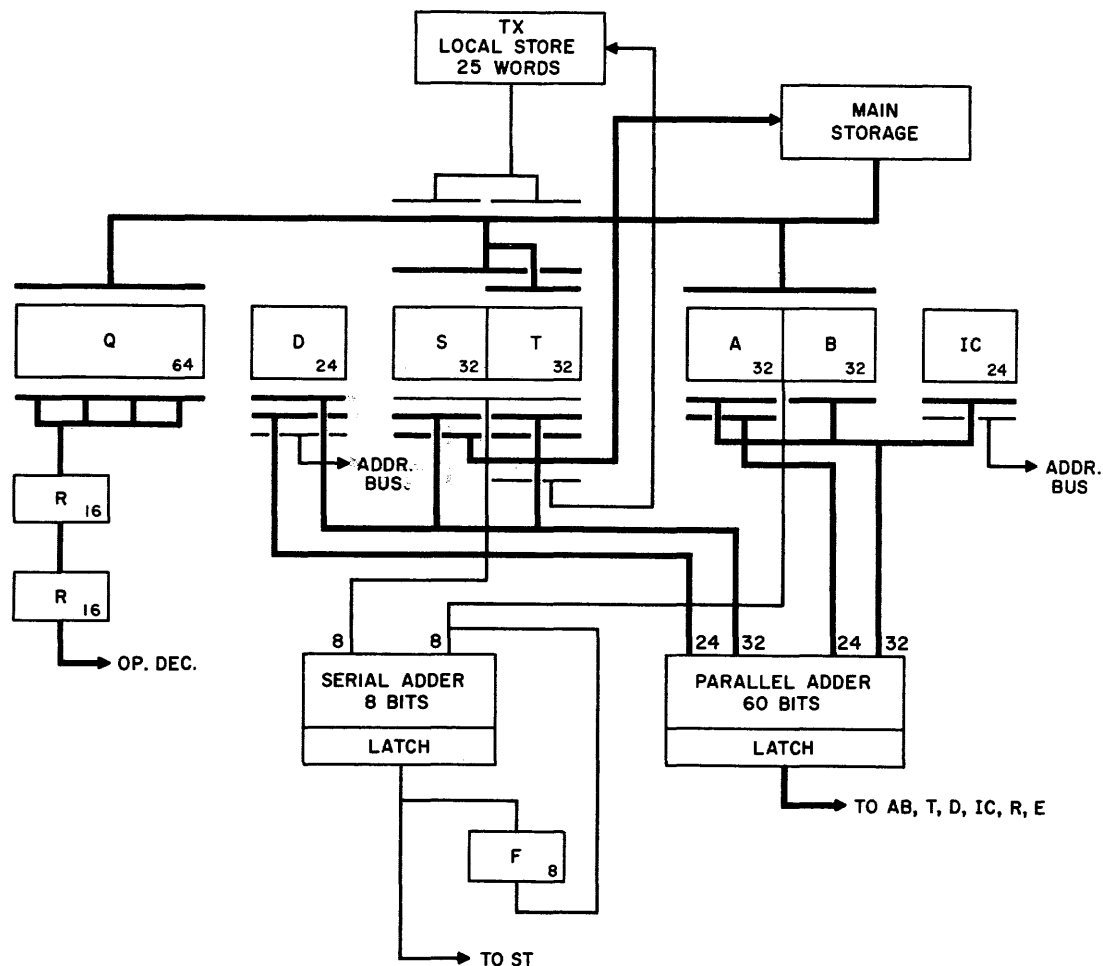 TX
LOCAL STORE
25 WORDS
MAIN
STORAGE
Q
64
D
24
S
32
T
32
A
32
B
32
IC
24
ADDR.
BUS.
ADDR.
BUS
R
16
R
16
OP. DEC.
8
8
24
32
24
32
SERIAL ADDER
8 BITS
LATCH
PARALLEL ADDER
60 BITS
LATCH
TO AB, T, D, IC, R, E
F
8
TO ST